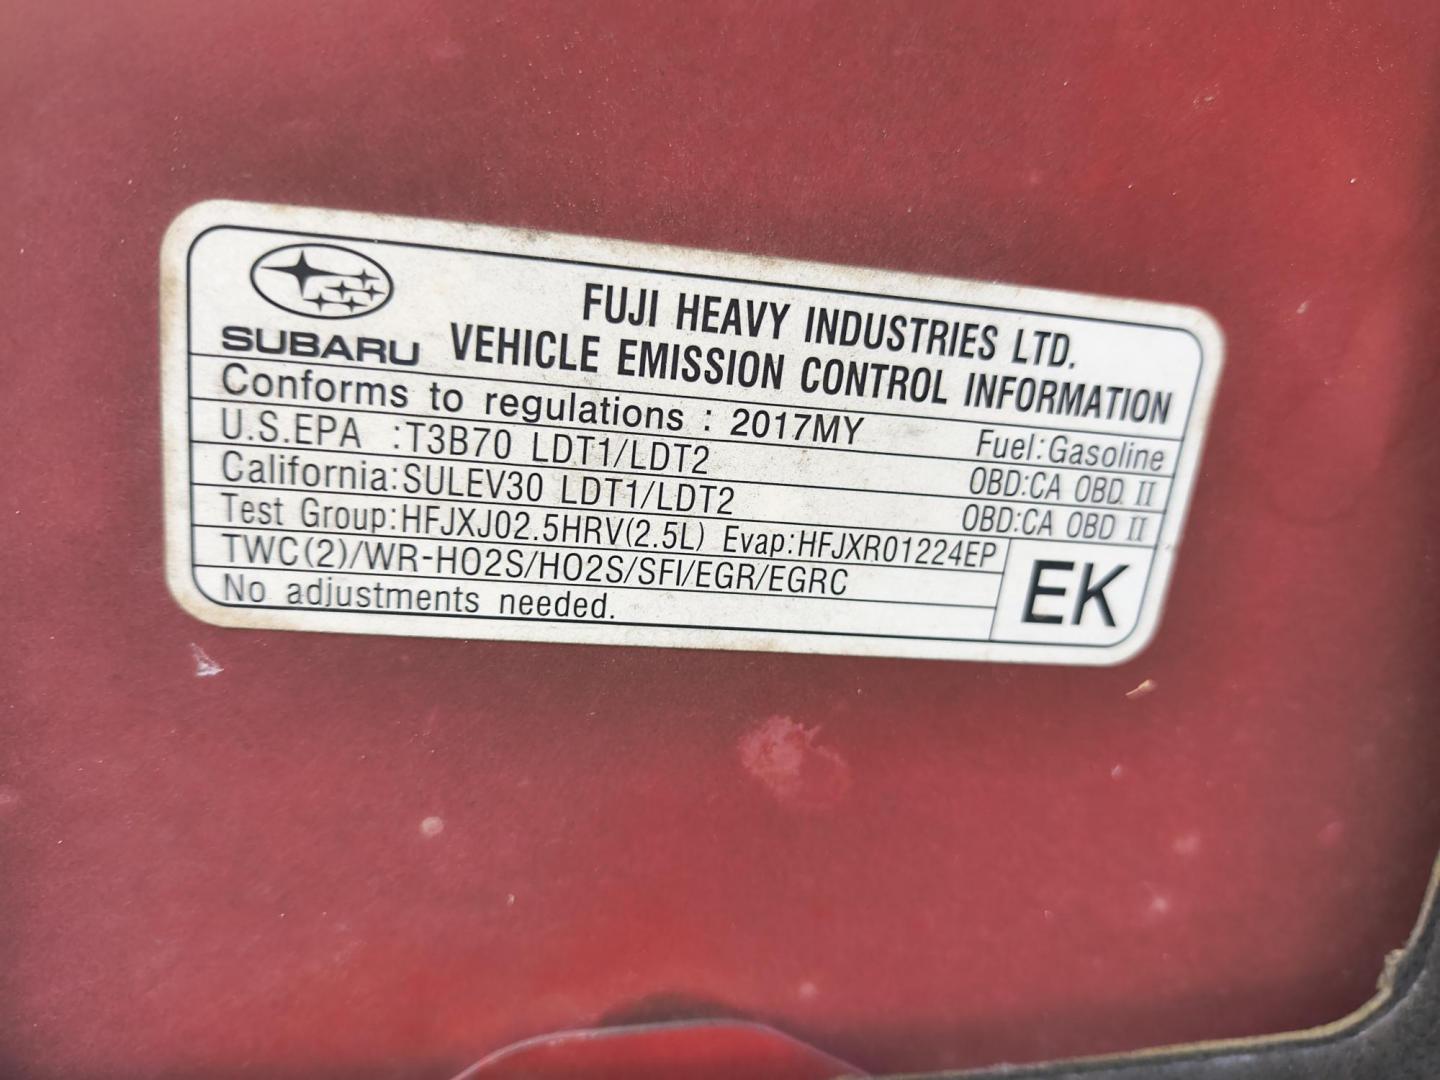 SUBARU
FUJI HEAVY INDUSTRIES LTD.
VEHICLE EMISSION CONTROL INFORMATION
Conforms to regulations : 2017MY Fuel:Gasoline
U.S.EPA :T3B70 LDT1/LDT2 OBD:CA OBD II
California:SULEV30 LDT1/LDT2 OBD:CA OBD II
Test Group:HFJXJ02.5HRV(2.5L) Evap:HFJXR01224EP
TWC(2)/WR-HO2S/HO2S/SFI/EGR/EGRC
No adjustments needed.
EK